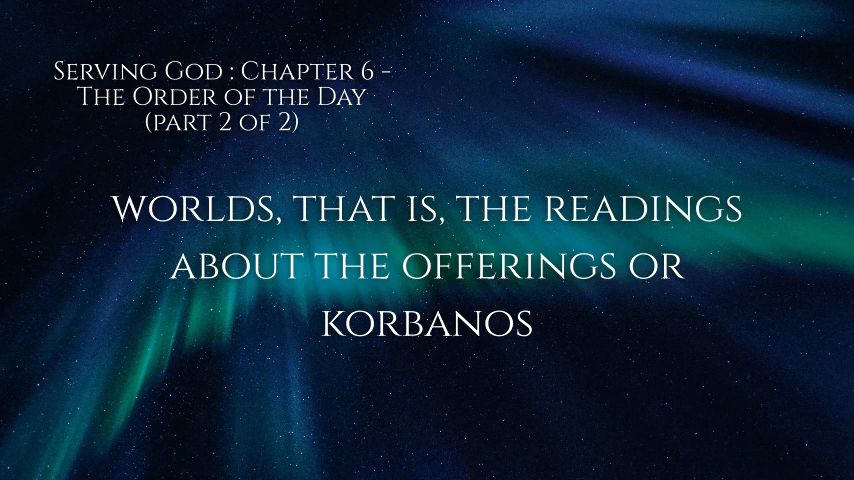 Serving God : Chapter 6 -
The Order of the Day
(part 2 of 2)
worlds, that is, the readings
about the offerings or
korbanos